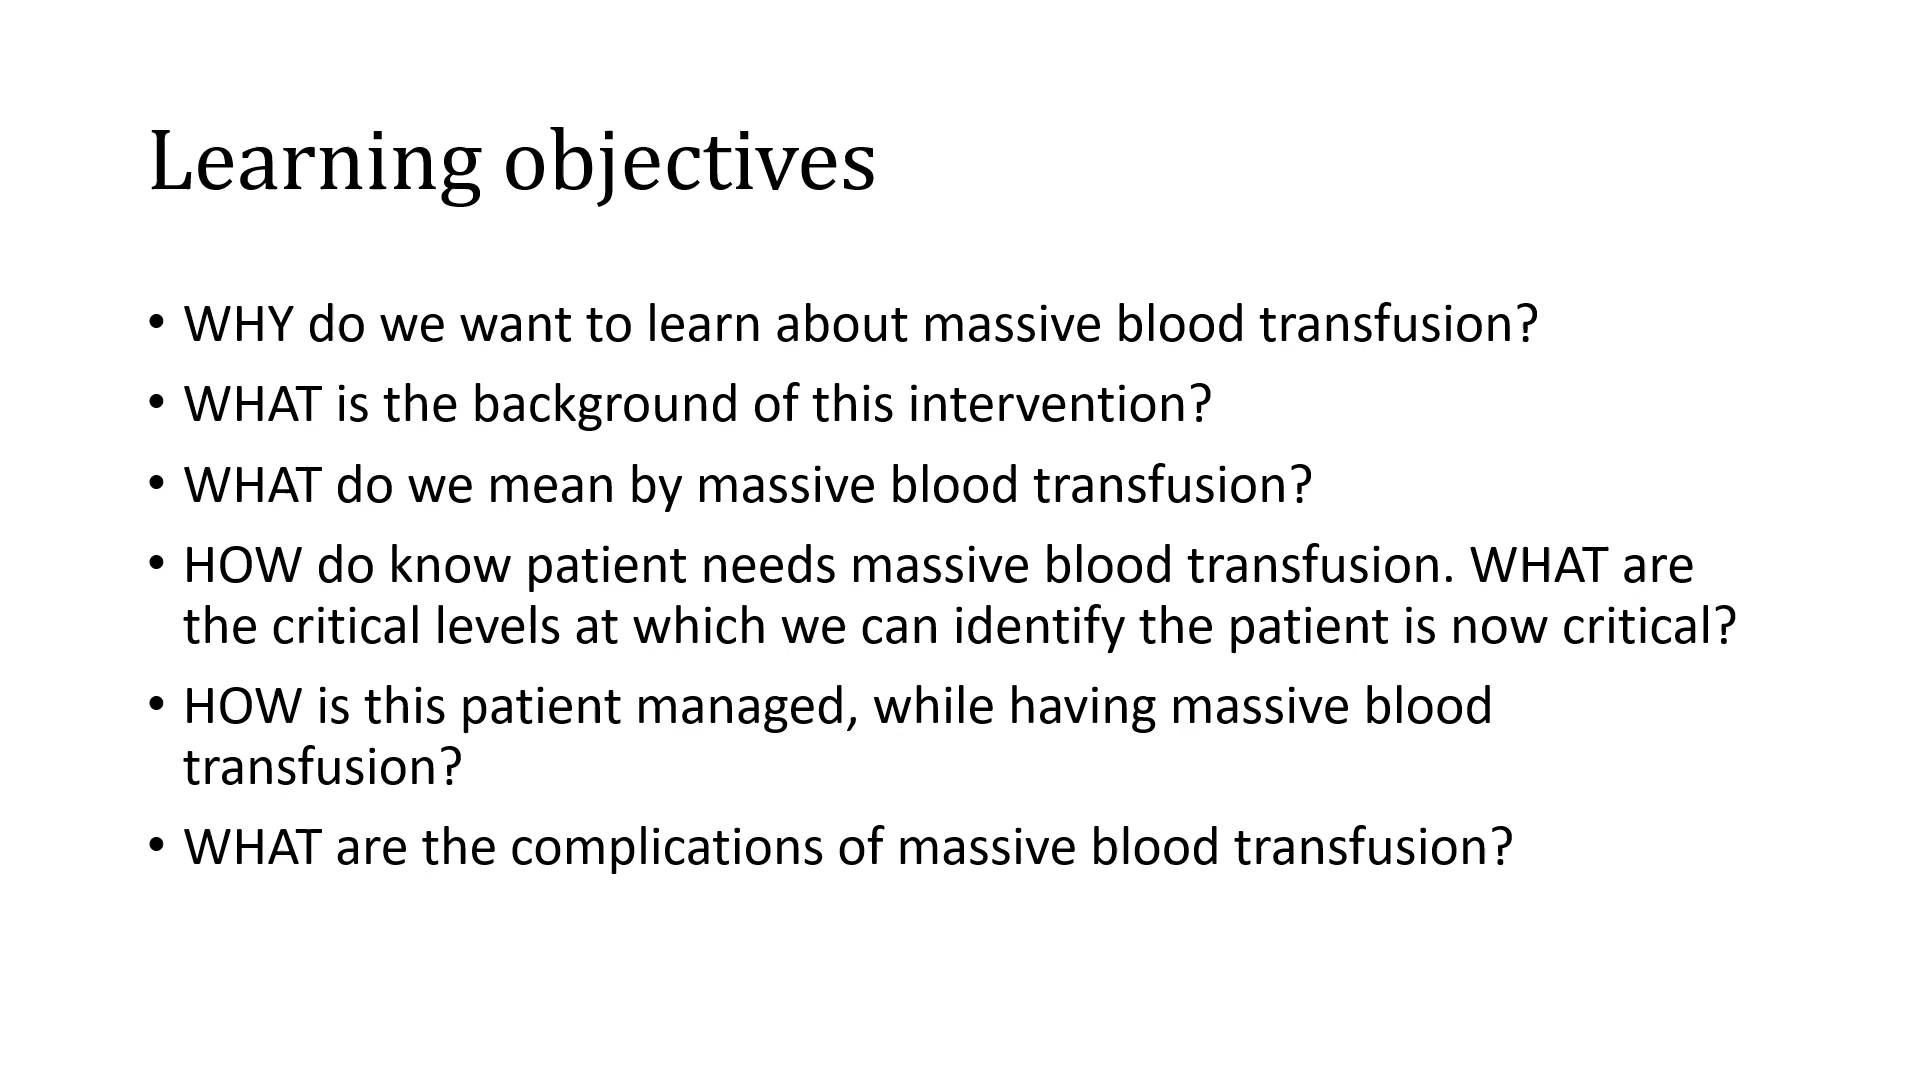 Learning objectives
• WHY do we want to learn about massive blood transfusion?
• WHAT is the background of this intervention?
• WHAT do we mean by massive blood transfusion?
• HOW do know patient needs massive blood transfusion. WHAT are
the critical levels at which we can identify the patient is now critical?
• HOW is this patient managed, while having massive blood
transfusion?
• WHAT are the complications of massive blood transfusion?